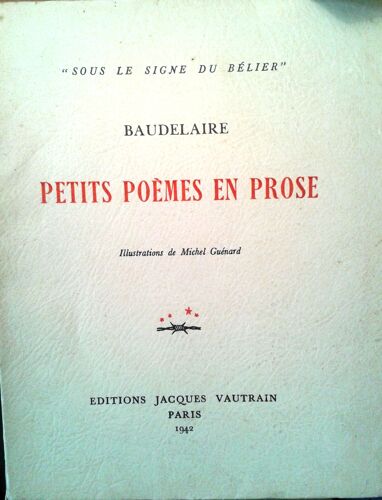 "SOUS LE SIGNE DU BÉLIER"
BAUDELAIRE
PETITS POÈMES EN PROSE
Illustrations de Michel Guénard
EDITIONS JACQUES VAUTRAIN
PARIS
1942